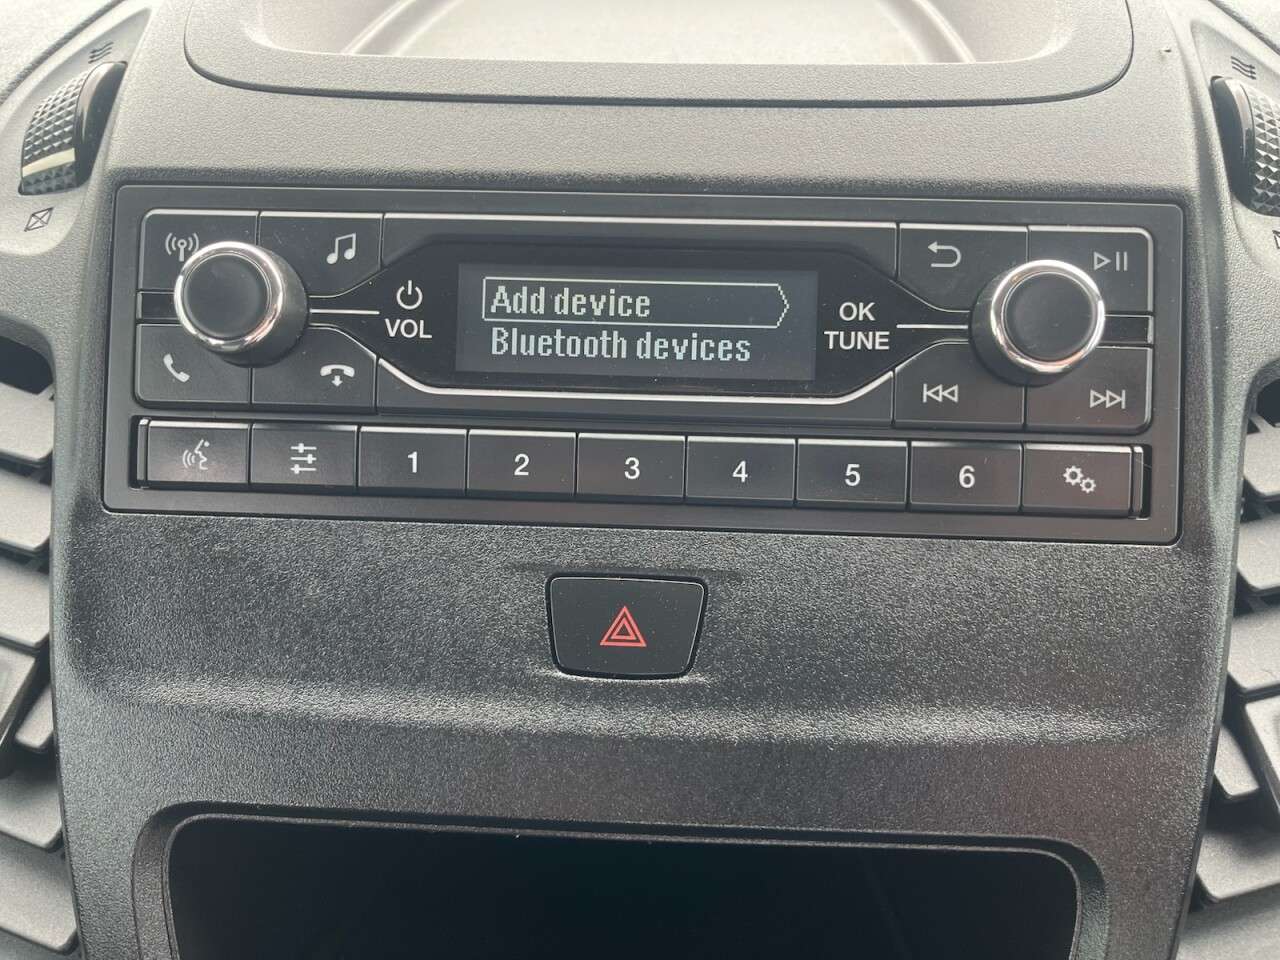 Add device
Bluetooth devices
VOL
OK
TUNE
1 2 3 4 5 6